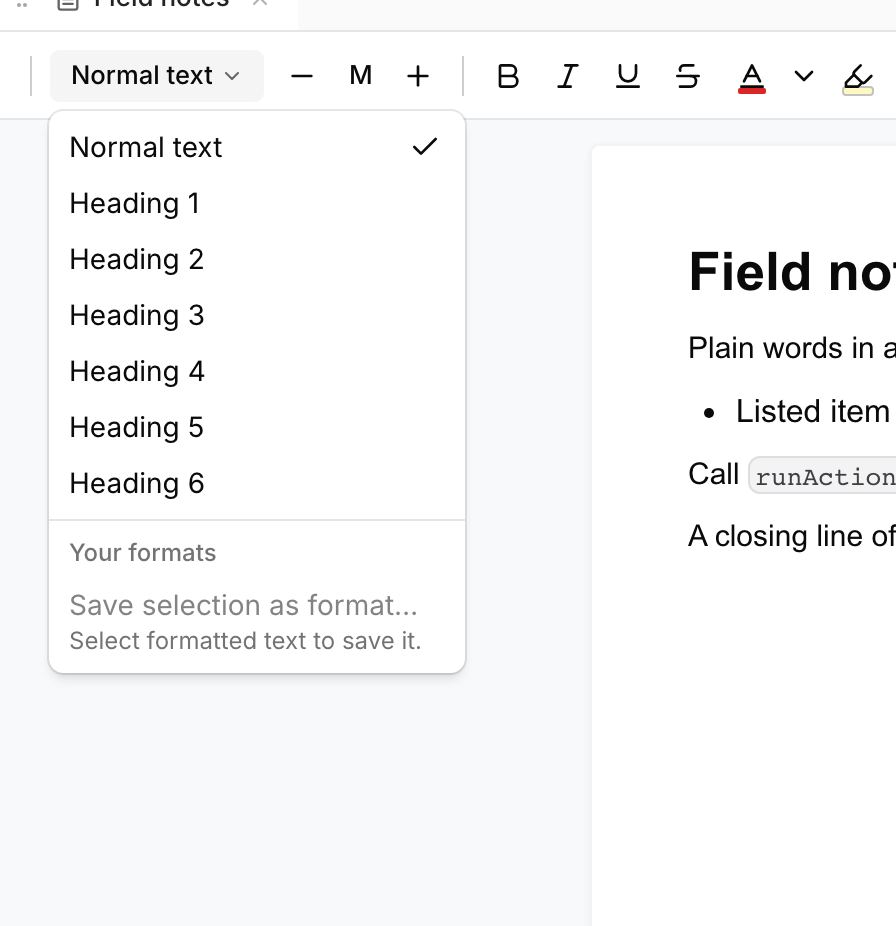 Field notes
Normal text
M
B I U S A
Normal text
Heading 1
Heading 2
Heading 3
Heading 4
Heading 5
Heading 6
Your formats
Save selection as format...
Select formatted text to save it.
Field no
Plain words in a
Listed item
Call runAction
A closing line of